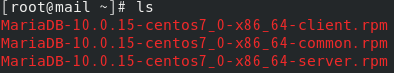 [root@mail ~]# ls
MariaDB-10.0.15-centos7_0-x86_64-client.rpm
MariaDB-10.0.15-centos7_0-x86_64-common.rpm
MariaDB-10.0.15-centos7_0-x86_64-server.rpm